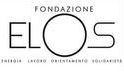 FONDAZIONE
ELOS
ENERGIA LAVORO ORIENTAMENTO SOLIDARIETÀ